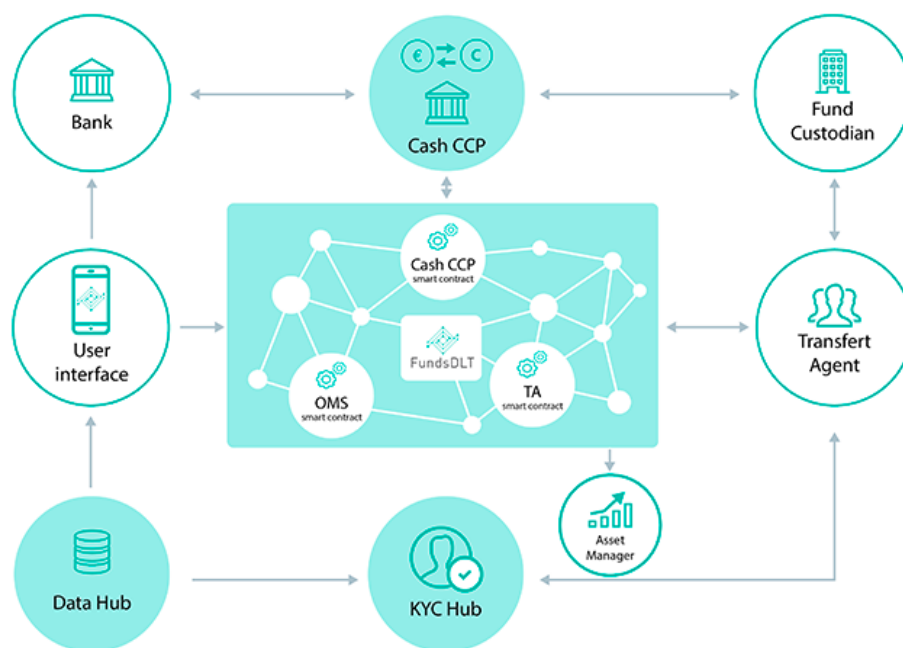 €
C
Bank
Cash CCP
Fund
Custodian
Cash CCP
smart contract
User
interface
FundsDLT
Transfert
Agent
OMS
smart contract
TA
smart contract
Asset
Manager
Data Hub
KYC Hub